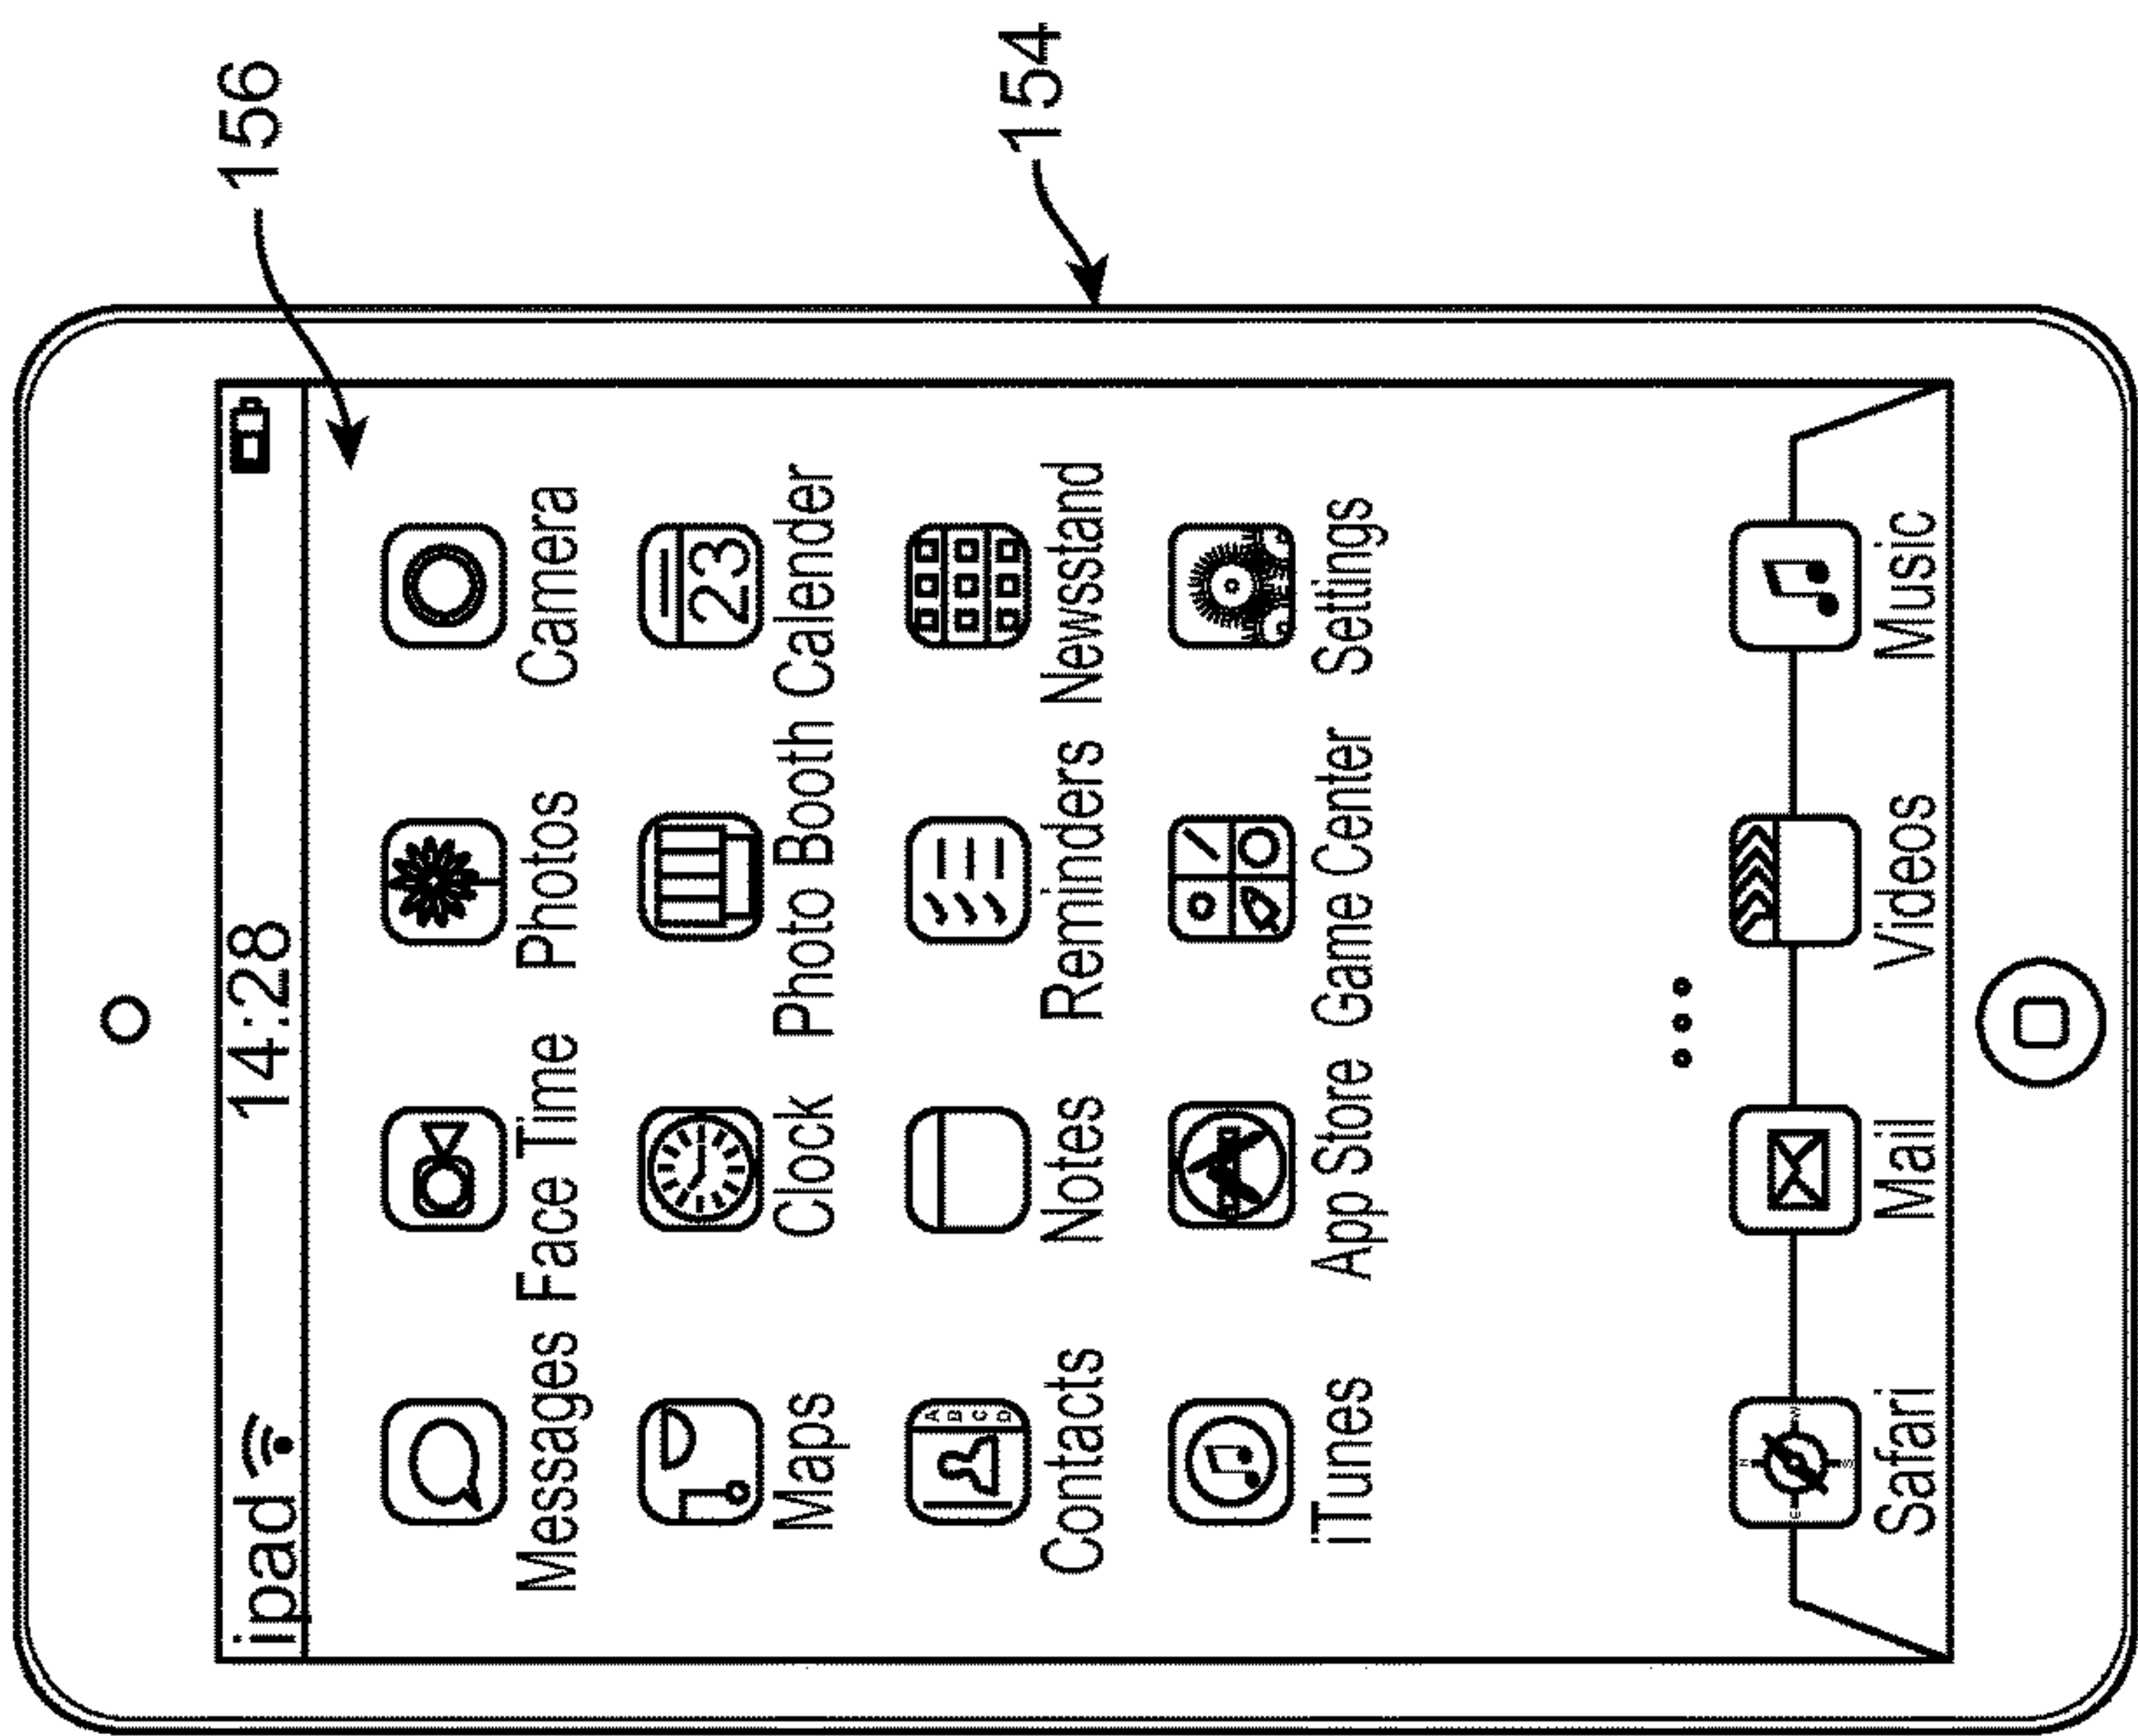 156
154
ipad 14:28
Messages Face Time Photos Camera
23
Maps Clock Photo Booth Calender
A
B
C
D
Contacts Notes Reminders Newsstand
iTunes App Store Game Center Settings
N
E W
S
Safari Mail Videos Music